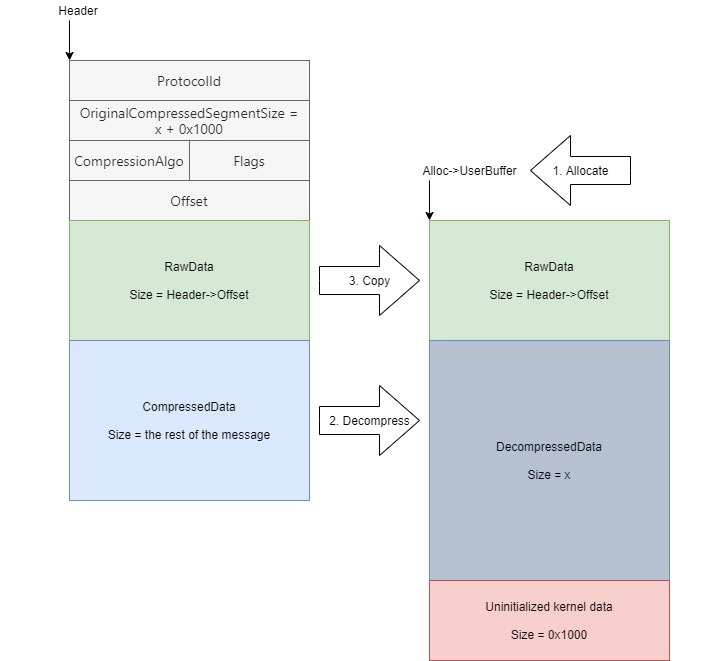 Header
ProtocolId
OriginalCompressedSegmentSize =
x + 0x1000
CompressionAlgo
Flags
Offset
Alloc->UserBuffer
1. Allocate
RawData
Size = Header->Offset
3. Copy
RawData
Size = Header->Offset
CompressedData
Size = the rest of the message
2. Decompress
DecompressedData
Size = x
Uninitialized kernel data
Size = 0x1000